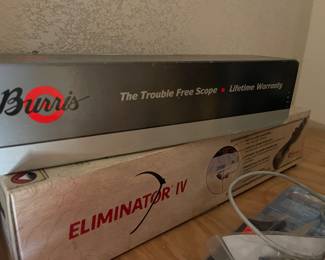 Burris
The Trouble Free Scope • Lifetime Warranty
ELIMINATOR IV